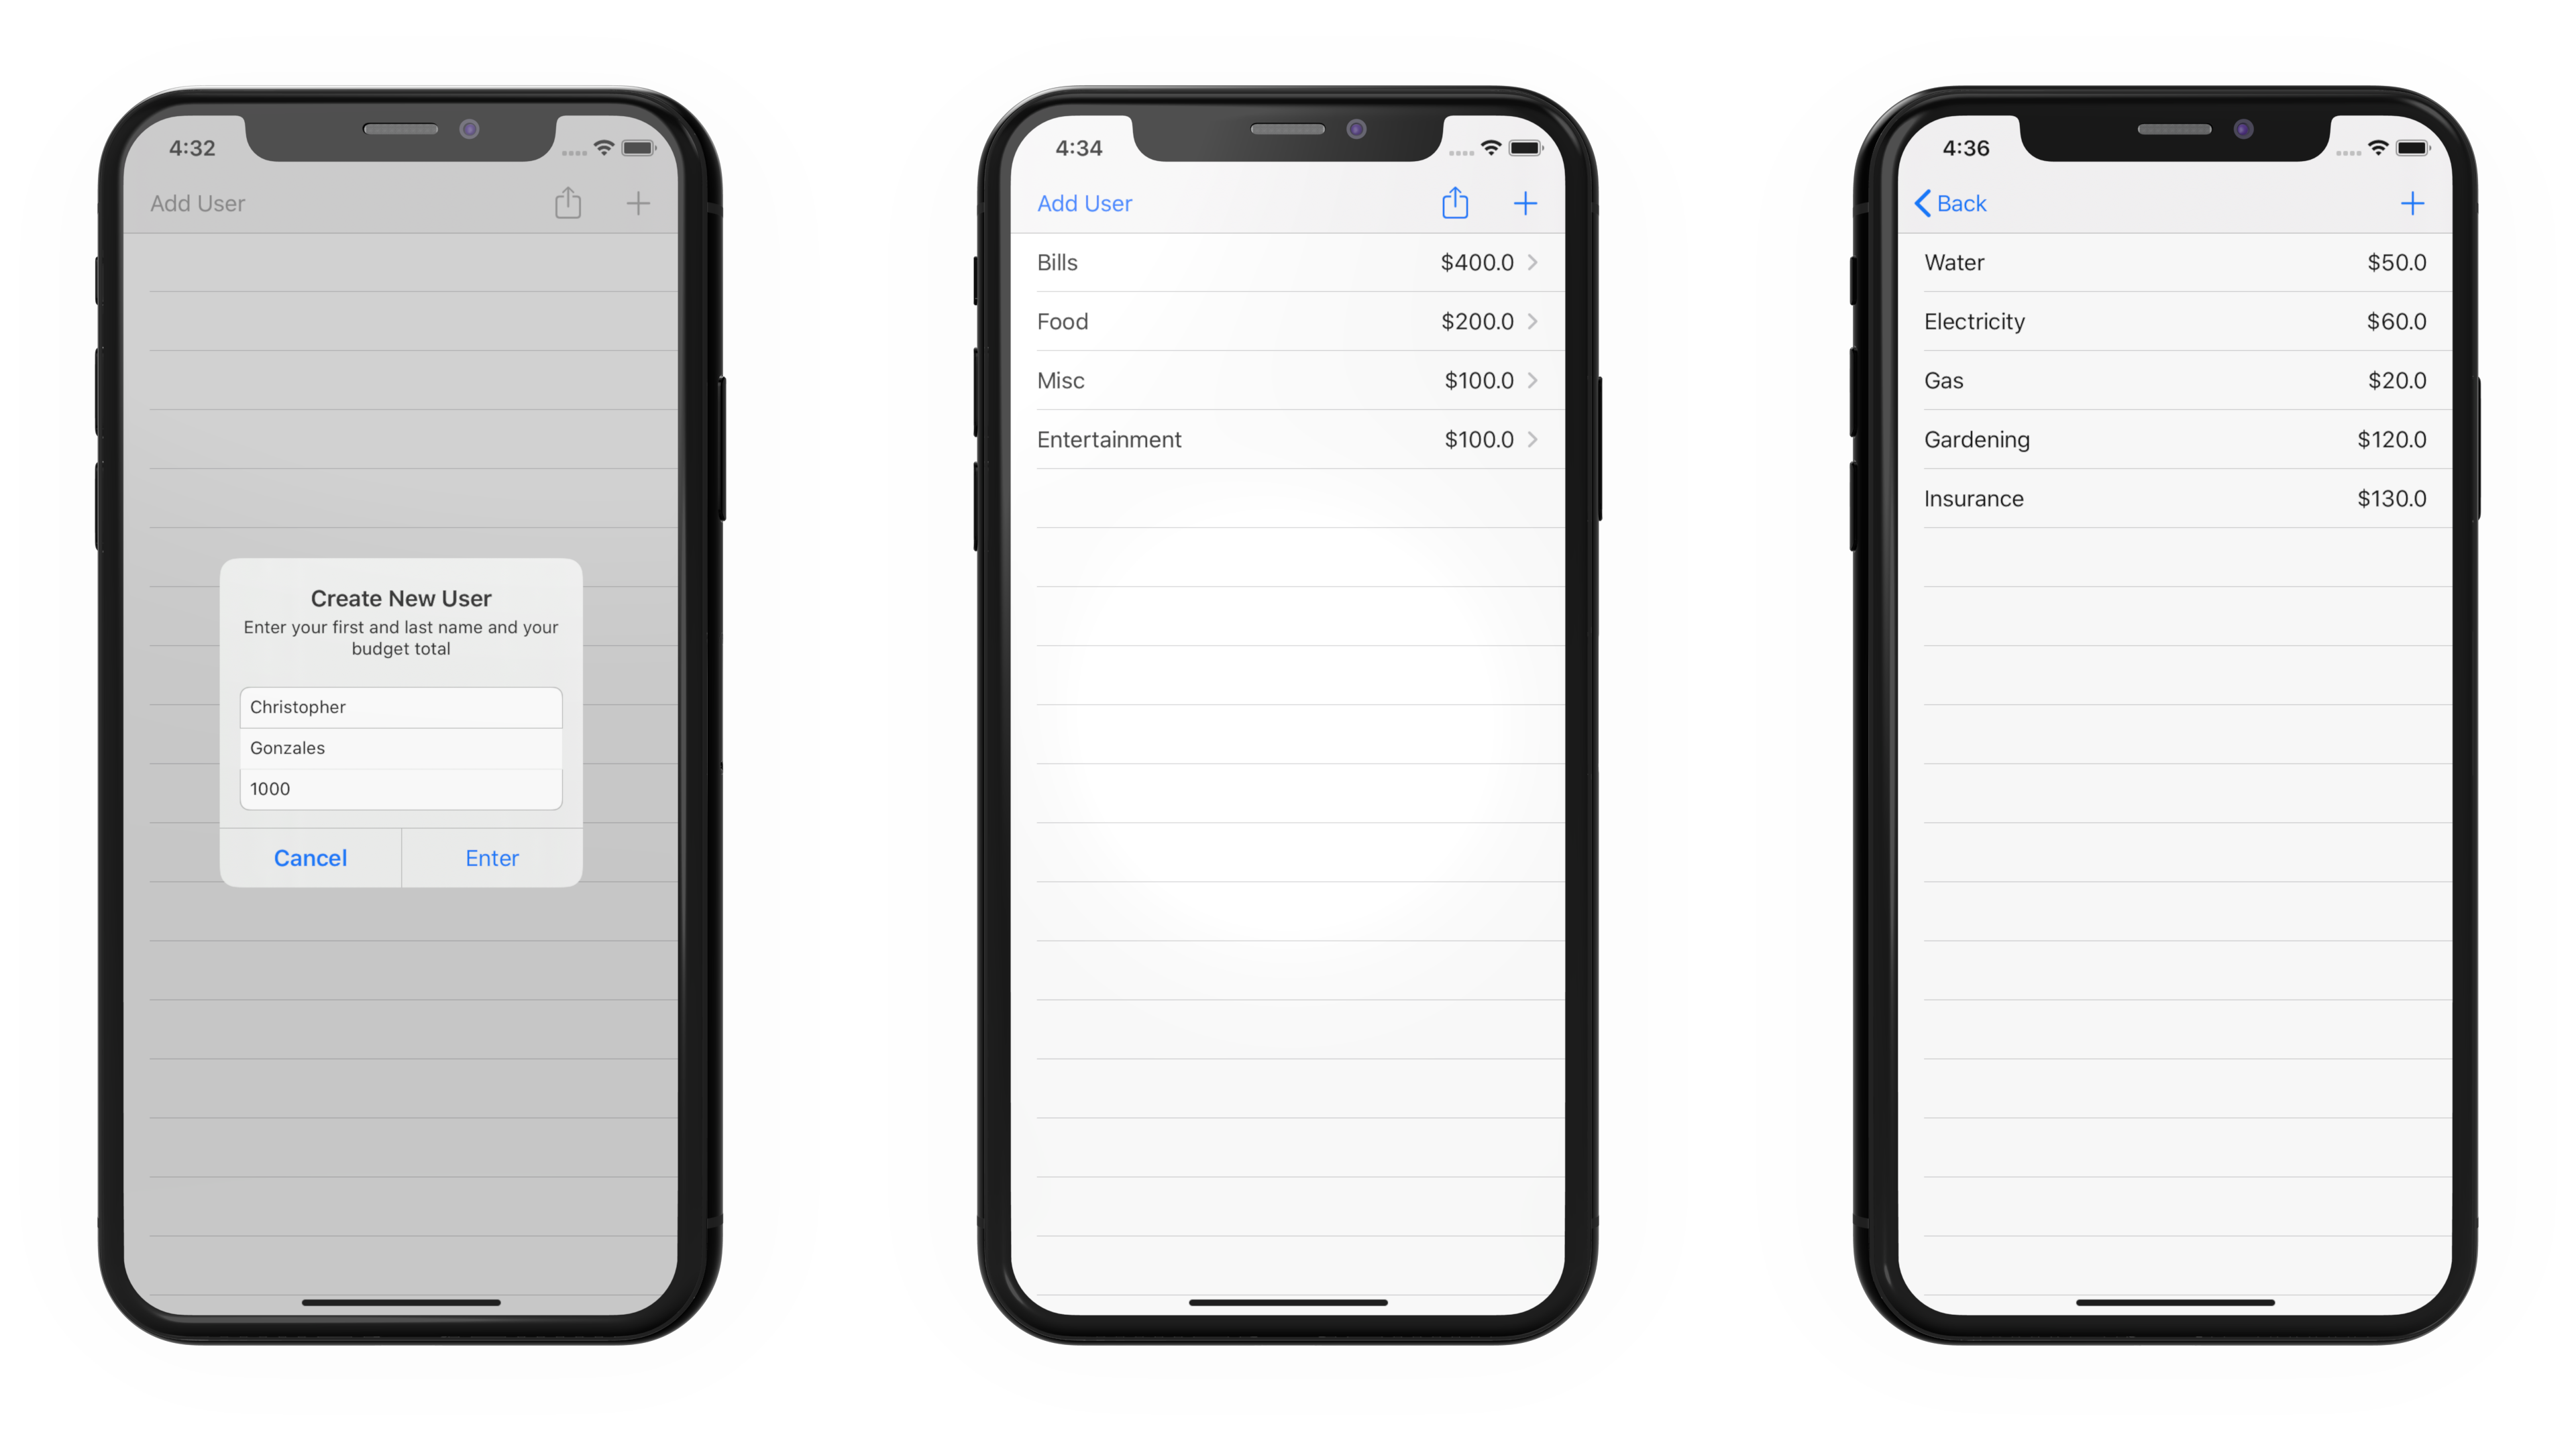 4:32
Add User
Create New User
Enter your first and last name and your
budget total
Christopher
Gonzales
1000
Cancel Enter
4:34
Add User
Bills $400.0
Food $200.0
Misc $100.0
Entertainment $100.0
4:36
Back
Water $50.0
Electricity $60.0
Gas $20.0
Gardening $120.0
Insurance $130.0